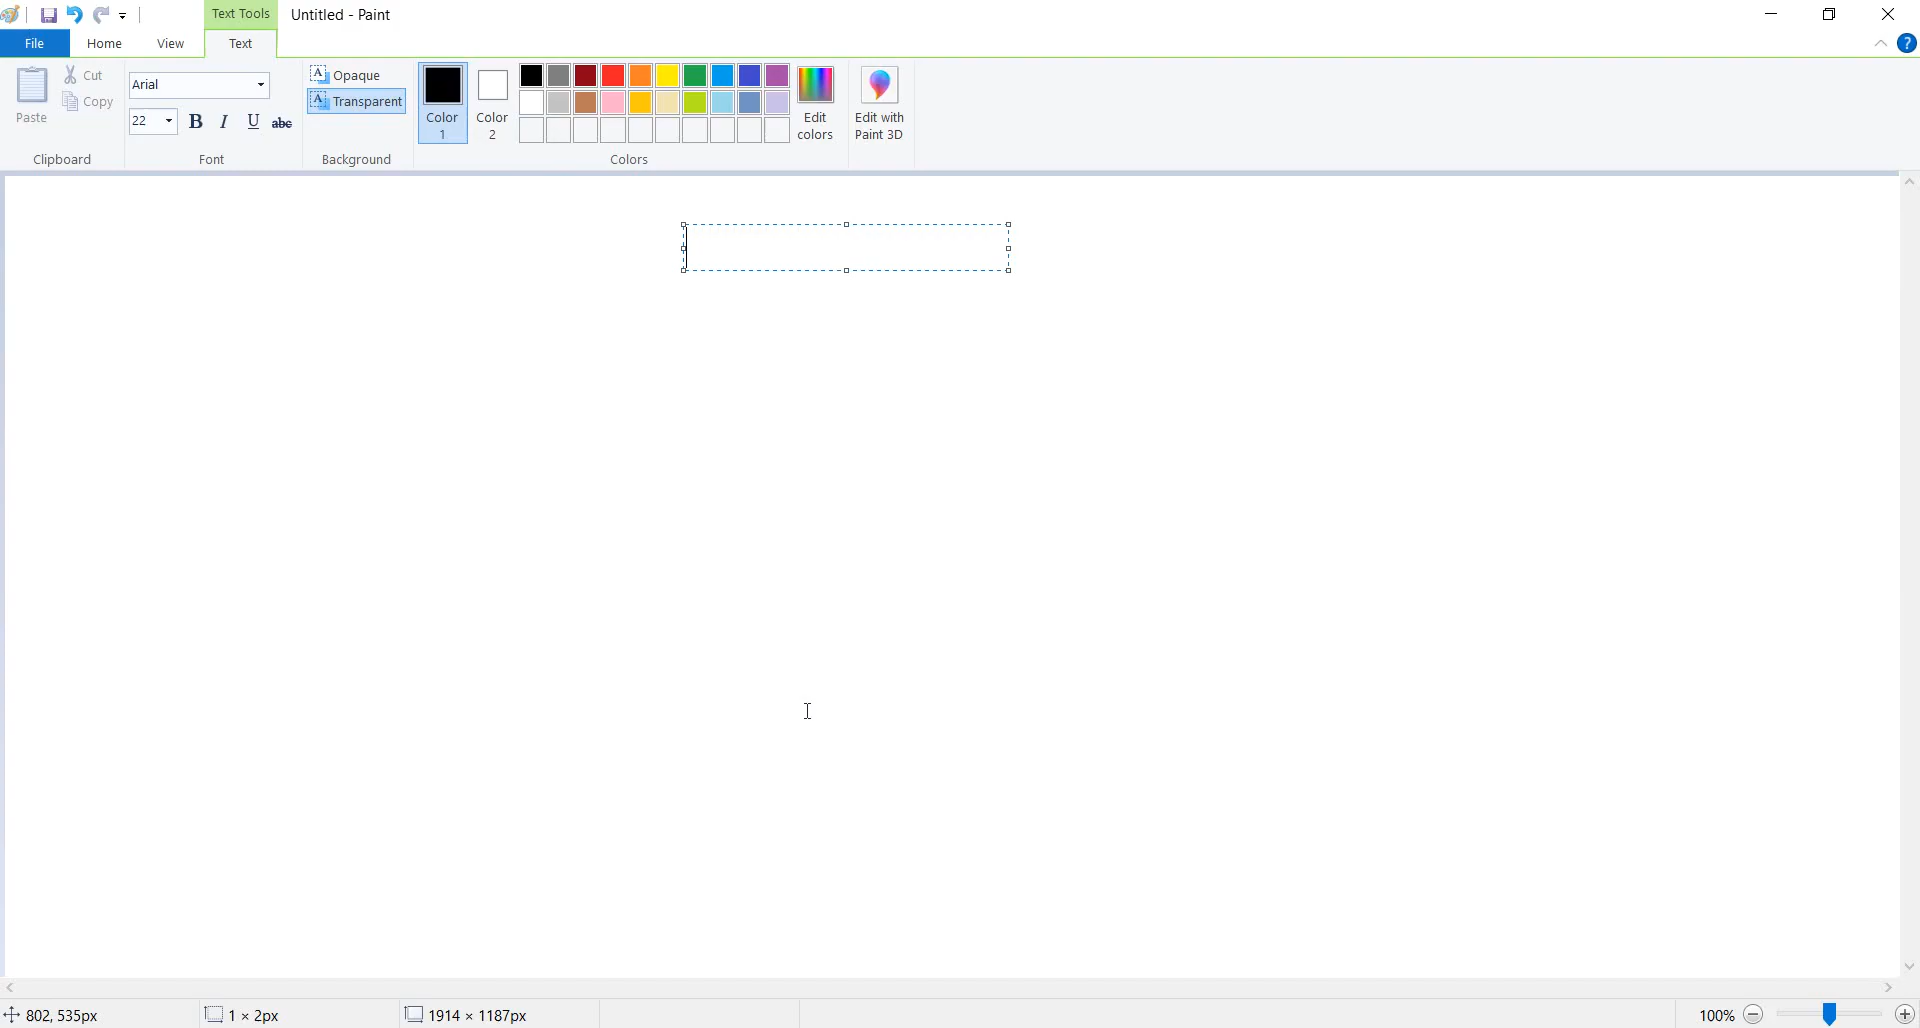 Text Tools Untitled - Paint
File Home View Text ?
Paste Cut Arial Opaque Color 1 Color 2 Edit colors Edit with Paint 3D
Copy 22 B I U abc Transparent
Clipboard Font Background Colors
802, 535px 1 × 2px 1914 × 1187px 100%